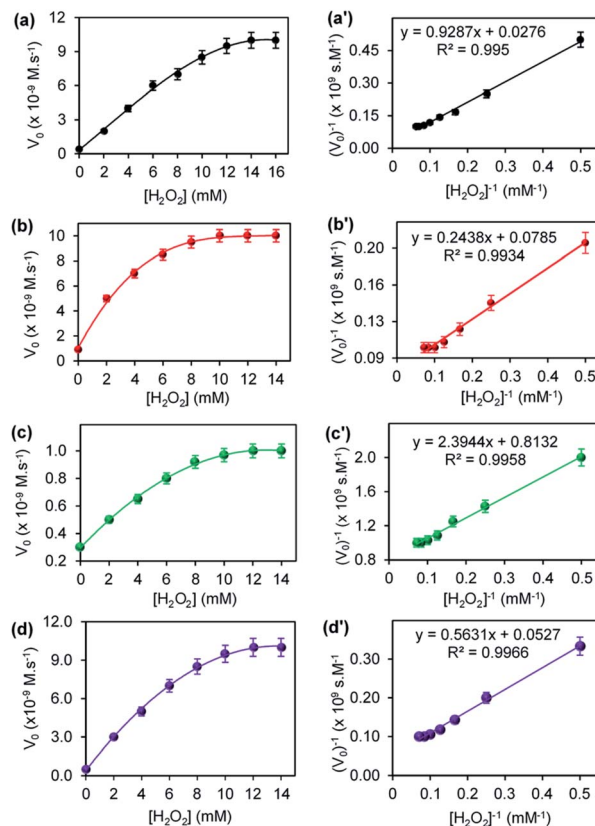 (a)
10
8
6
4
2
0
V₀ (x 10⁻⁹ M.s⁻¹)
0 2 4 6 8 10 12 14 16
[H₂O₂] (mM)
(a')
y = 0.9287x + 0.0276
R² = 0.995
0.45
0.30
0.15
0.00
(V₀)⁻¹ (x 10⁹ s.M⁻¹)
0.1 0.2 0.3 0.4 0.5
[H₂O₂]⁻¹ (mM⁻¹)
(b)
10
8
6
4
2
0
V₀ (x 10⁻⁹ M.s⁻¹)
0 2 4 6 8 10 12 14
[H₂O₂] (mM)
(b')
y = 0.2438x + 0.0785
R² = 0.9934
0.20
0.16
0.13
0.09
(V₀)⁻¹ (x 10⁹ s.M⁻¹)
0.1 0.2 0.3 0.4 0.5
[H₂O₂]⁻¹ (mM⁻¹)
(c)
1.0
0.8
0.6
0.4
0.2
V₀ (x 10⁻⁹ M.s⁻¹)
0 2 4 6 8 10 12 14
[H₂O₂] (mM)
(c')
y = 2.3944x + 0.8132
R² = 0.9958
2.0
1.6
1.2
0.8
(V₀)⁻¹ (x 10⁹ s.M⁻¹)
0.1 0.2 0.3 0.4 0.5
[H₂O₂]⁻¹ (mM⁻¹)
(d)
12.0
9.0
6.0
3.0
0.0
V₀ (x10⁻⁹ M.s⁻¹)
0 2 4 6 8 10 12 14
[H₂O₂] (mM)
(d')
y = 0.5631x + 0.0527
R² = 0.9966
0.30
0.20
0.10
0.00
(V₀)⁻¹ (x 10⁹ s.M⁻¹
0.1 0.2 0.3 0.4 0.5
[H₂O₂]⁻¹ (mM⁻¹)